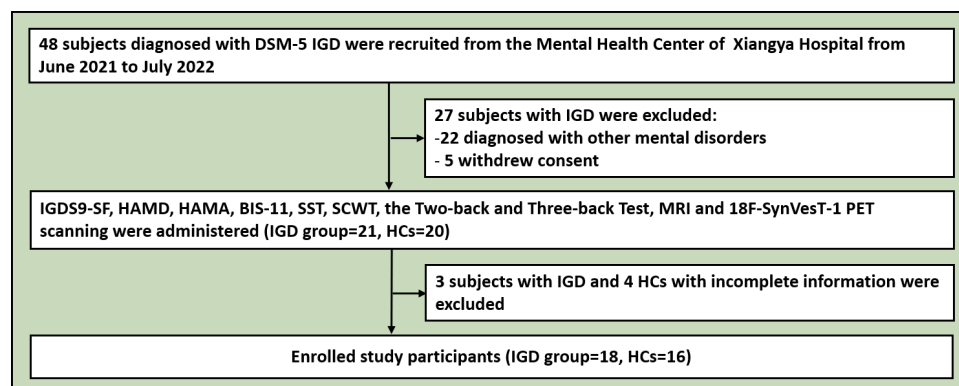 48 subjects diagnosed with DSM-5 IGD were recruited from the Mental Health Center of Xiangya Hospital from
June 2021 to July 2022
27 subjects with IGD were excluded:
-22 diagnosed with other mental disorders
- 5 withdrew consent
IGDS9-SF, HAMD, HAMA, BIS-11, SST, SCWT, the Two-back and Three-back Test, MRI and 18F-SynVesT-1 PET
scanning were administered (IGD group=21, HCs=20)
3 subjects with IGD and 4 HCs with incomplete information were
excluded
Enrolled study participants (IGD group=18, HCs=16)